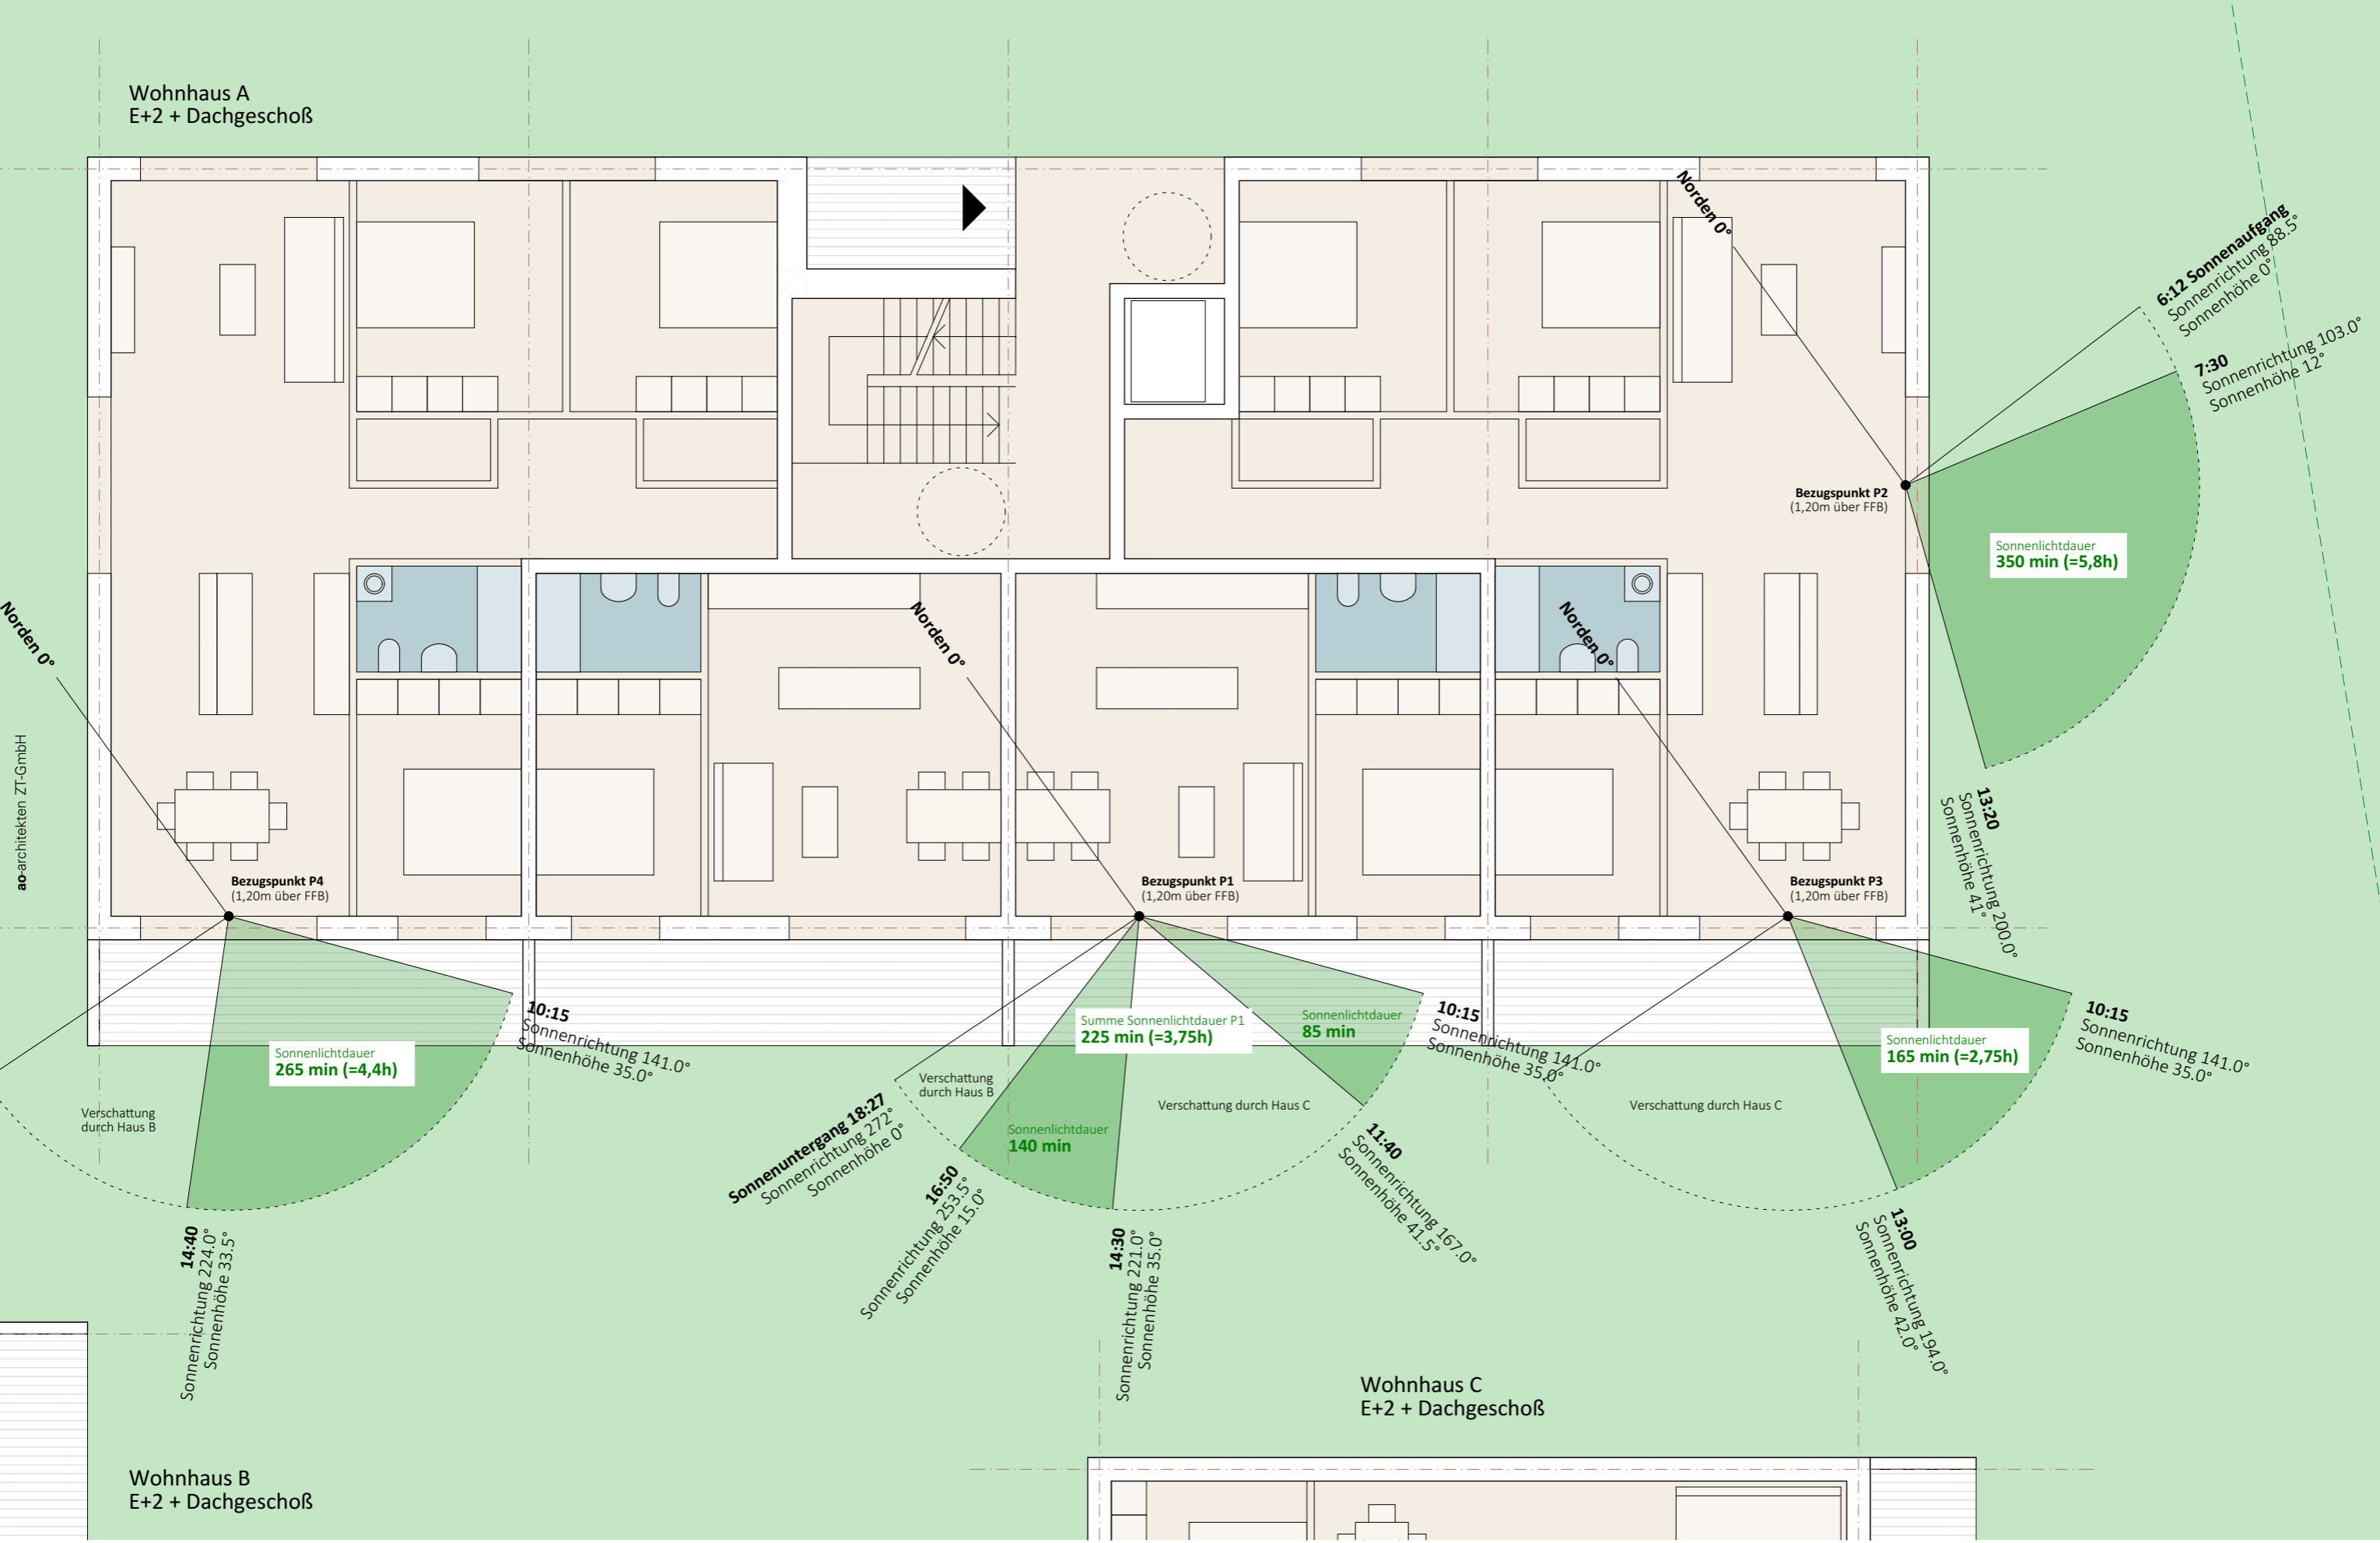 Wohnhaus A
E+2 + Dachgeschoß
Norden 0°
6:12 Sonnenaufgang
Sonnenrichtung 88.5°
Sonnenhöhe 0°
7:30
Sonnenrichtung 103.0°
Sonnenhöhe 12°
Bezugspunkt P2
(1,20m über FFB)
Sonnenlichtdauer
350 min (=5,8h)
13:20
Sonnenrichtung 200.0°
Sonnenhöhe 41°
Norden 0°
Norden 0°
Norden 0°
ao-architekten ZT-GmbH
Bezugspunkt P4
(1,20m über FFB)
Bezugspunkt P1
(1,20m über FFB)
Bezugspunkt P3
(1,20m über FFB)
10:15
Sonnenrichtung 141.0°
Sonnenhöhe 35.0°
Sonnenlichtdauer
265 min (=4,4h)
Verschattung
durch Haus B
14:40
Sonnenrichtung 224.0°
Sonnenhöhe 33.5°
Summe Sonnenlichtdauer P1
225 min (=3,75h)
Sonnenlichtdauer
85 min
10:15
Sonnenrichtung 141.0°
Sonnenhöhe 35.0°
Verschattung
durch Haus B
Verschattung durch Haus C
Sonnenlichtdauer
140 min
Sonnenuntergang 18:27
Sonnenrichtung 272°
Sonnenhöhe 0°
16:50
Sonnenrichtung 253.5°
Sonnenhöhe 15.0°
14:30
Sonnenrichtung 221.0°
Sonnenhöhe 35.0°
11:40
Sonnenrichtung 167.0°
Sonnenhöhe 41.5°
Sonnenlichtdauer
165 min (=2,75h)
10:15
Sonnenrichtung 141.0°
Sonnenhöhe 35.0°
Verschattung durch Haus C
13:00
Sonnenrichtung 194.0°
Sonnenhöhe 42.0°
Wohnhaus C
E+2 + Dachgeschoß
Wohnhaus B
E+2 + Dachgeschoß